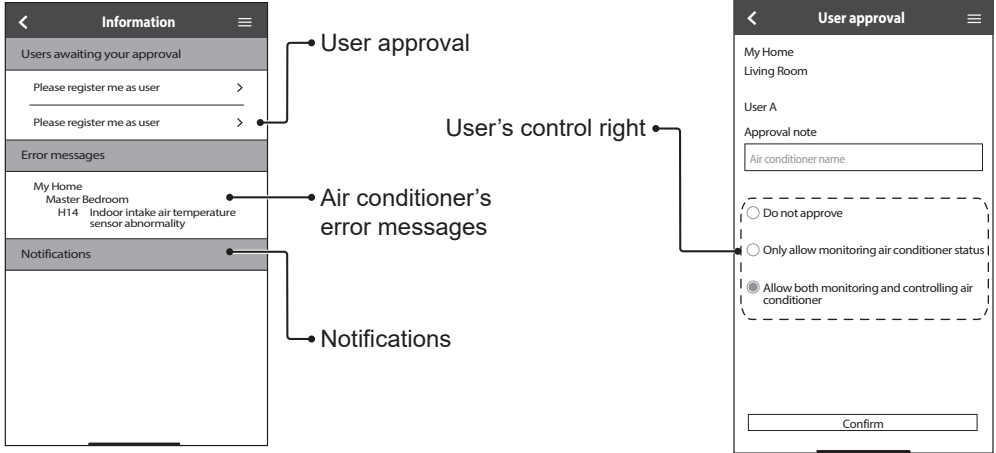 Information
Users awaiting your approval
Please register me as user
Please register me as user
Error messages
My Home
Master Bedroom
H14 Indoor intake air temperature
sensor abnormality
Notifications
User approval
Air conditioner's
error messages
Notifications
User's control right
User approval
My Home
Living Room
User A
Approval note
Air conditioner name
Do not approve
Only allow monitoring air conditioner status
Allow both monitoring and controlling air
conditioner
Confirm